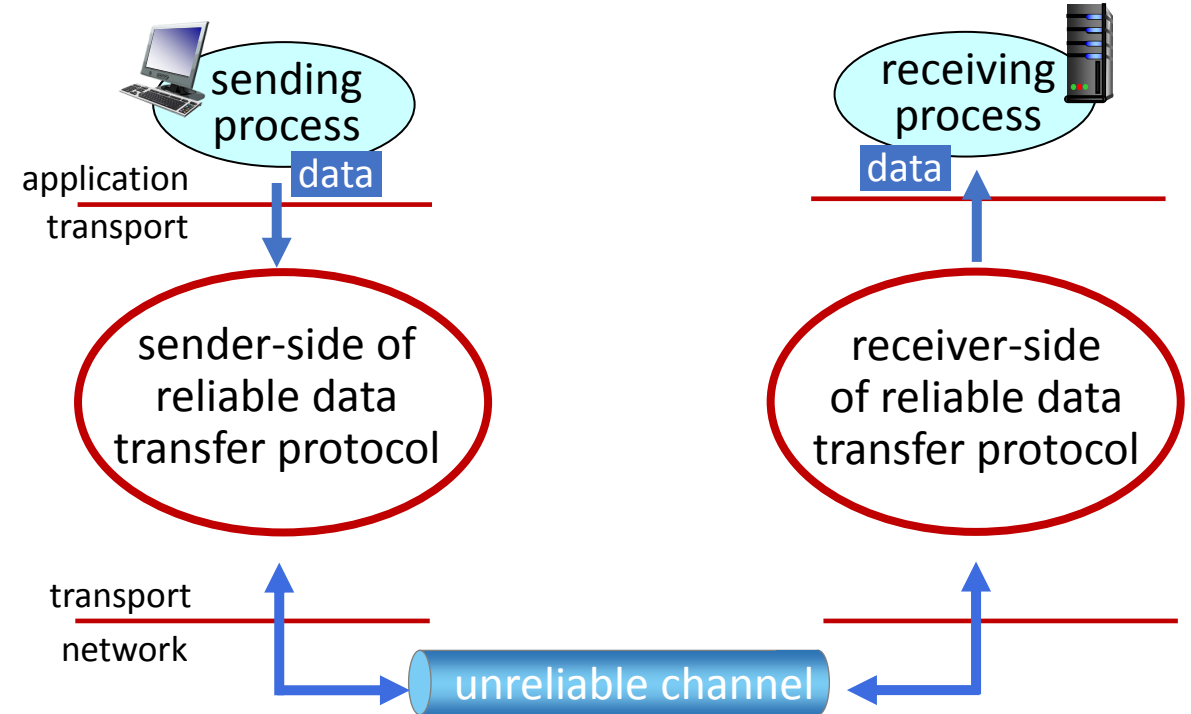 sending
process
data
application
transport
receiving
process
data
sender-side of
reliable data
transfer protocol
receiver-side
of reliable data
transfer protocol
transport
network
unreliable channel